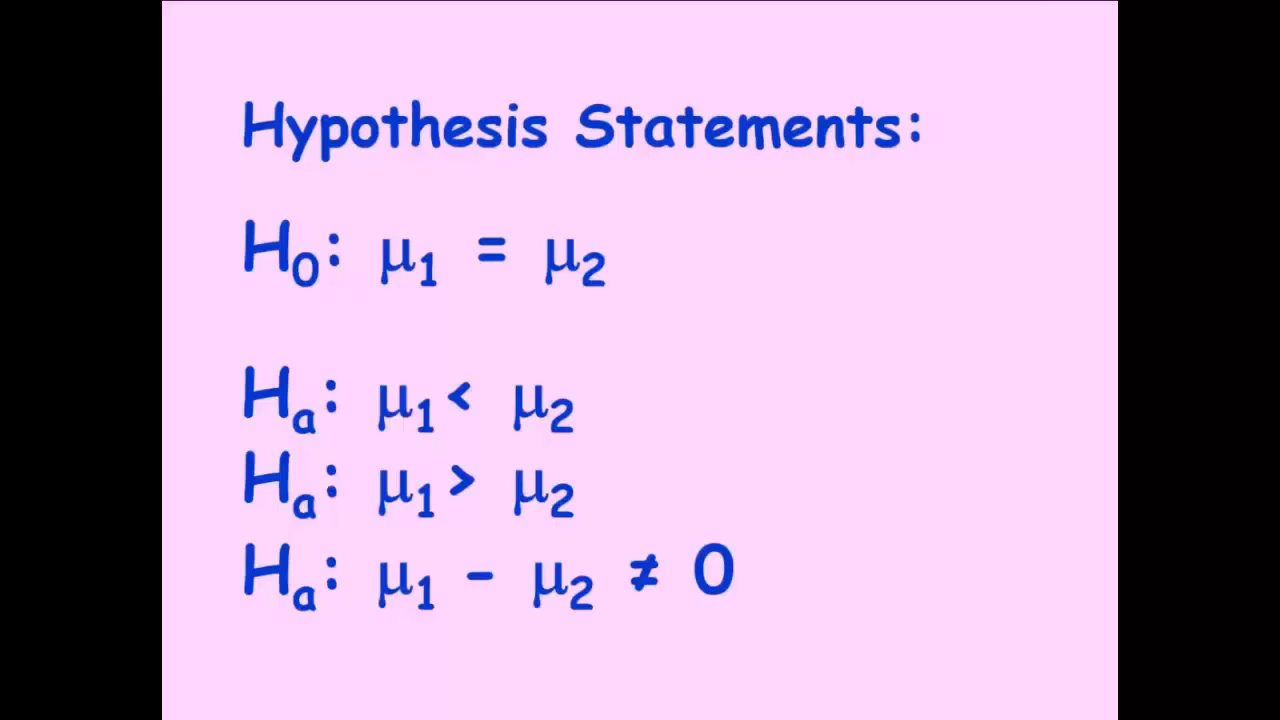 Hypothesis Statements:
H₀: μ₁ = μ₂
Hₐ: μ₁ < μ₂
Hₐ: μ₁ > μ₂
Hₐ: μ₁ - μ₂ ≠ 0